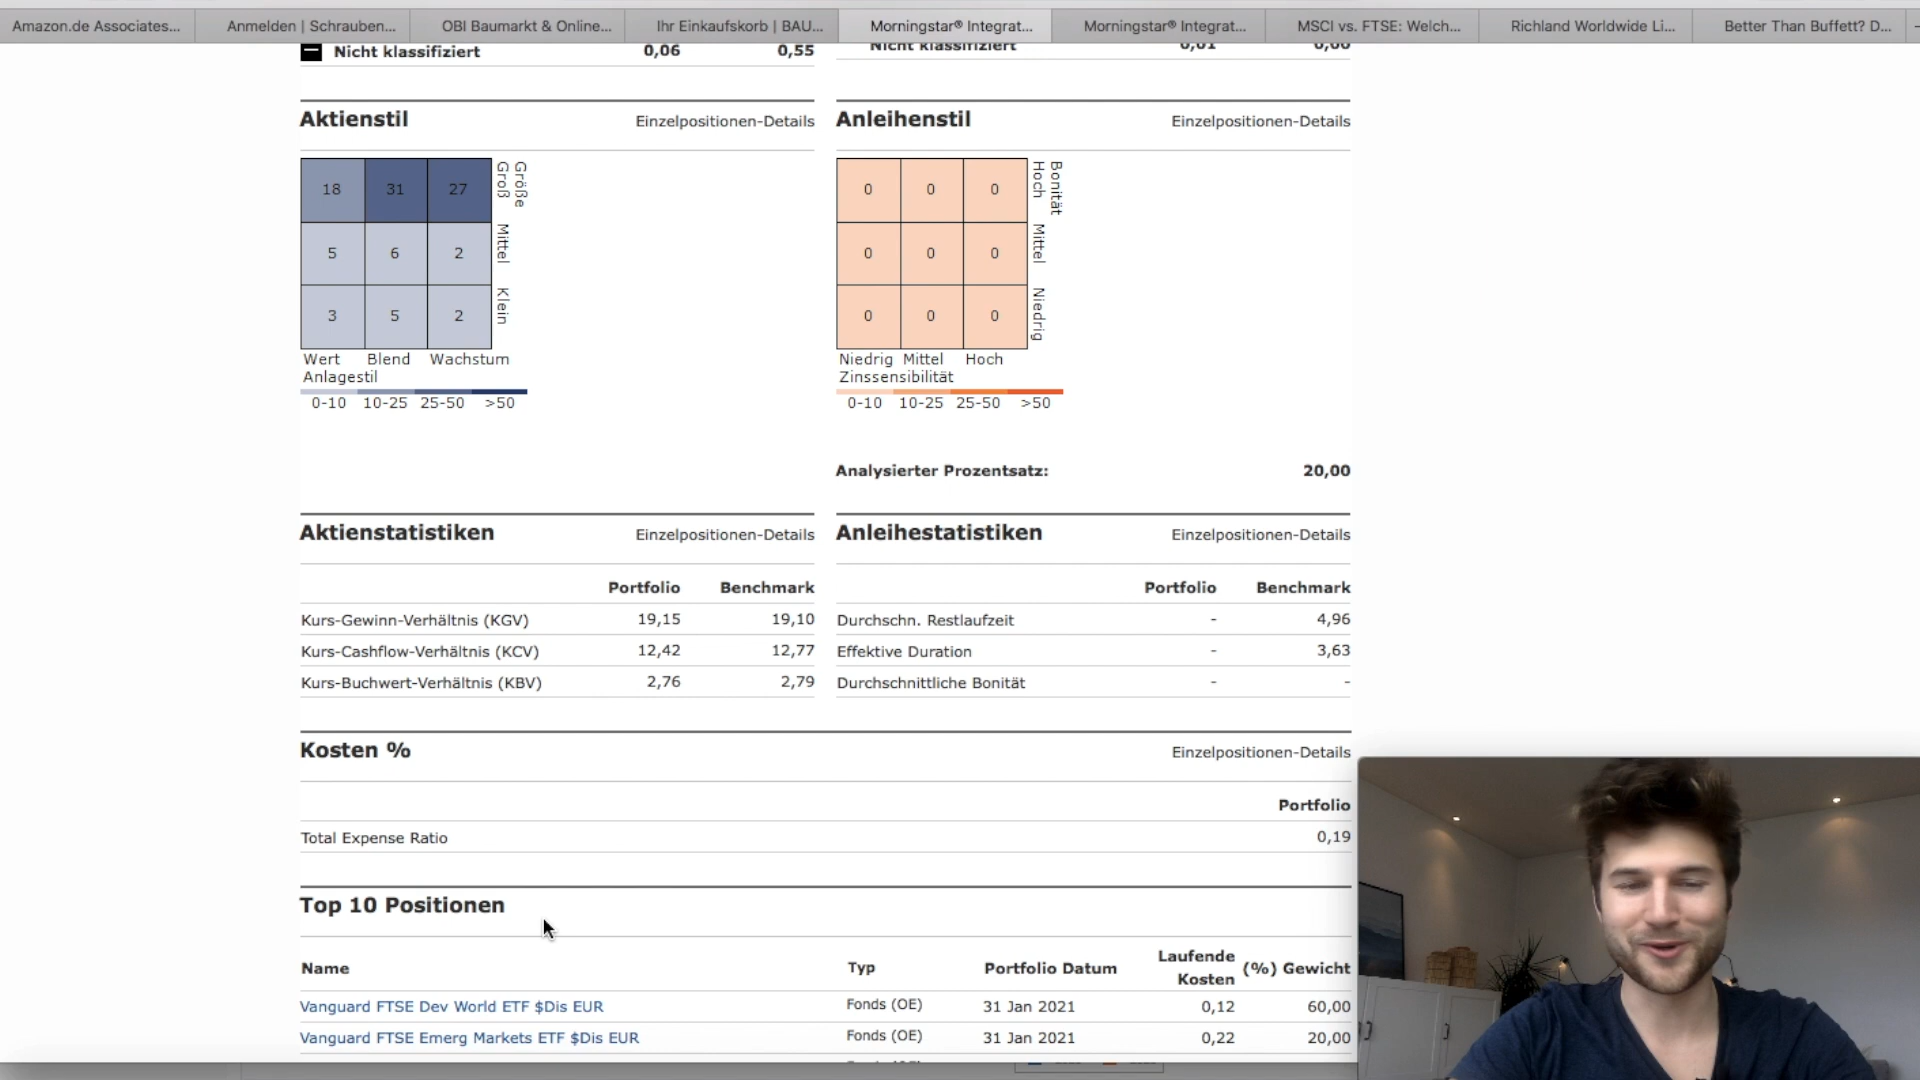 Amazon.de Associates...
Anmelden | Schrauben...
OBI Baumarkt & Online...
Ihr Einkaufskorb | BAU...
Morningstar® Integrat...
Morningstar® Integrat...
MSCI vs. FTSE: Welch...
Richland Worldwide Li...
Better Than Buffett? D...
Nicht klassifiziert 0,06 0,55
Nicht klassifiziert 0,01 0,00
Aktienstil Einzelpositionen-Details
18 31 27
5 6 2
3 5 2
Größe
Groß
Mittel
Klein
Wert Blend Wachstum
Anlagestil
0-10 10-25 25-50 >50
Anleihenstil Einzelpositionen-Details
0 0 0
0 0 0
0 0 0
Bonität
Hoch
Mittel
Niedrig
Niedrig Mittel Hoch
Zinssensibilität
0-10 10-25 25-50 >50
Analysierter Prozentsatz: 20,00
Aktienstatistiken Einzelpositionen-Details
Portfolio Benchmark
Kurs-Gewinn-Verhältnis (KGV) 19,15 19,10
Kurs-Cashflow-Verhältnis (KCV) 12,42 12,77
Kurs-Buchwert-Verhältnis (KBV) 2,76 2,79
Anleihestatistiken Einzelpositionen-Details
Portfolio Benchmark
Durchschn. Restlaufzeit - 4,96
Effektive Duration - 3,63
Durchschnittliche Bonität - -
Kosten % Einzelpositionen-Details
Portfolio
Total Expense Ratio 0,19
Top 10 Positionen
Name Typ Portfolio Datum Laufende Kosten (%) Gewicht
Vanguard FTSE Dev World ETF $Dis EUR Fonds (OE) 31 Jan 2021 0,12 60,00
Vanguard FTSE Emerg Markets ETF $Dis EUR Fonds (OE) 31 Jan 2021 0,22 20,00